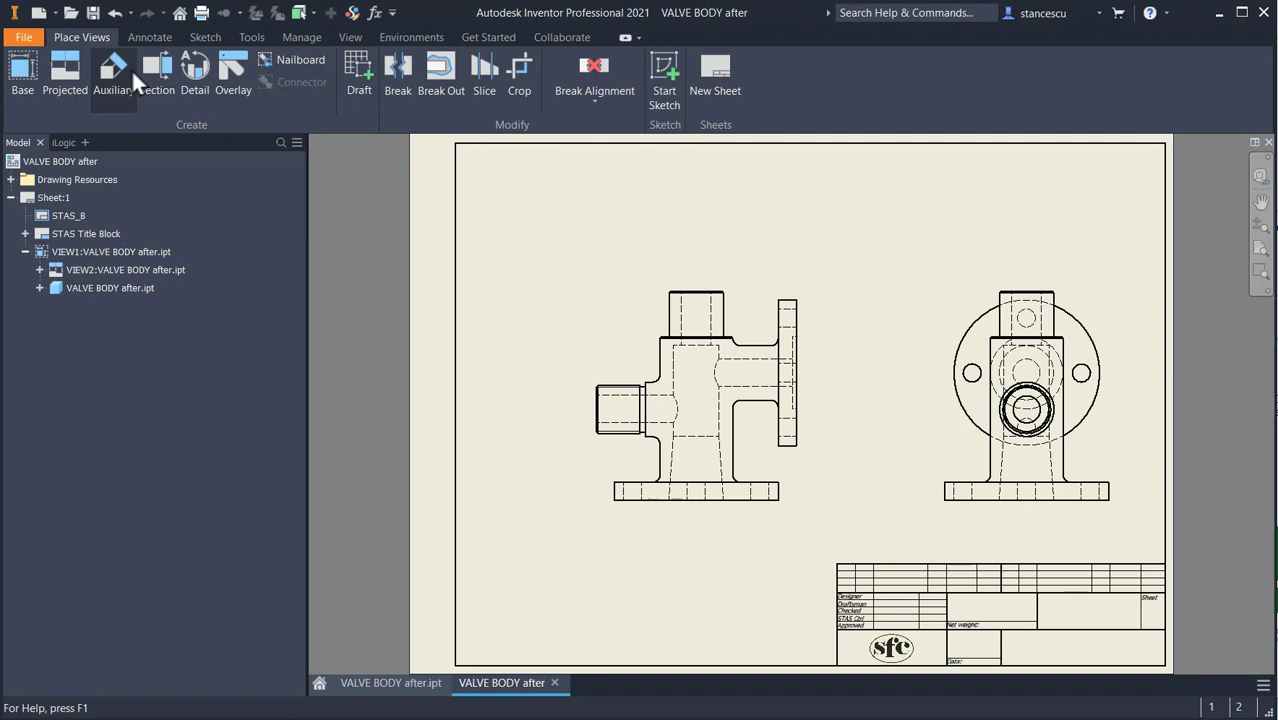 Autodesk Inventor Professional 2021 VALVE BODY after
Search Help & Commands...
stancescu
File
Place Views
Annotate
Sketch
Tools
Manage
View
Environments
Get Started
Collaborate
Base
Projected
Auxiliary
Section
Detail
Overlay
Nailboard
Connector
Draft
Break
Break Out
Slice
Crop
Break Alignment
Start Sketch
New Sheet
Create
Modify
Sketch
Sheets
Model
iLogic
VALVE BODY after
Drawing Resources
Sheet:1
STAS_B
STAS Title Block
VIEW1:VALVE BODY after.ipt
VIEW2:VALVE BODY after.ipt
VALVE BODY after.ipt
Designer
Draftsman
Checked
STAS Ctrl
Approved
Net weight:
Sheet
sfc
Data:
VALVE BODY after.ipt
VALVE BODY after
For Help, press F1
1 2